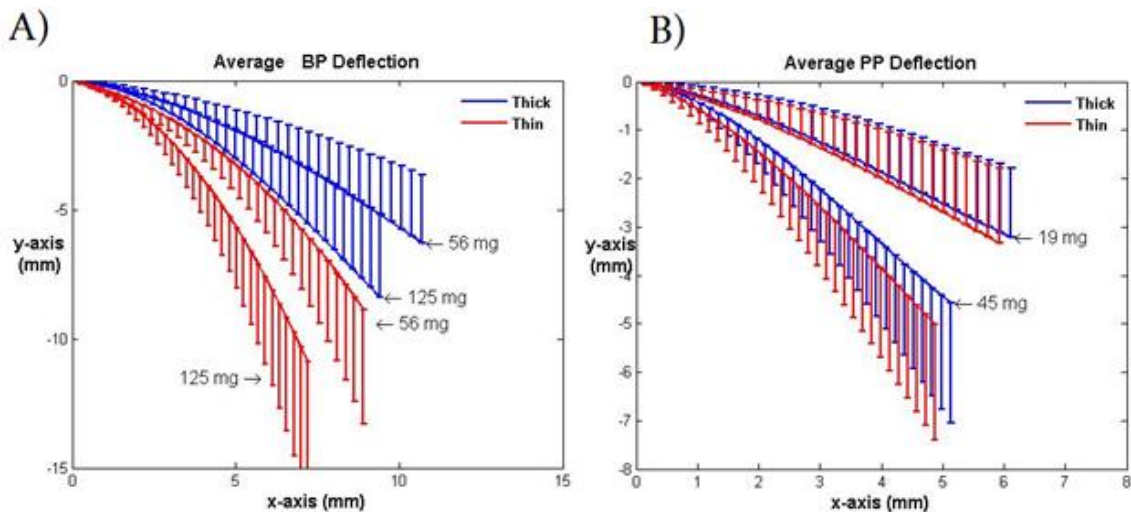 A)
Average BP Deflection
0
-5
-10
-15
y-axis
(mm)
Thick
Thin
← 56 mg
← 125 mg
← 56 mg
125 mg →
0 5 10 15
x-axis (mm)
B)
Average PP Deflection
0
-1
-2
-3
-4
-5
-6
-7
-8
y-axis
(mm)
Thick
Thin
← 19 mg
← 45 mg
0 1 2 3 4 5 6 7 8
x-axis (mm)